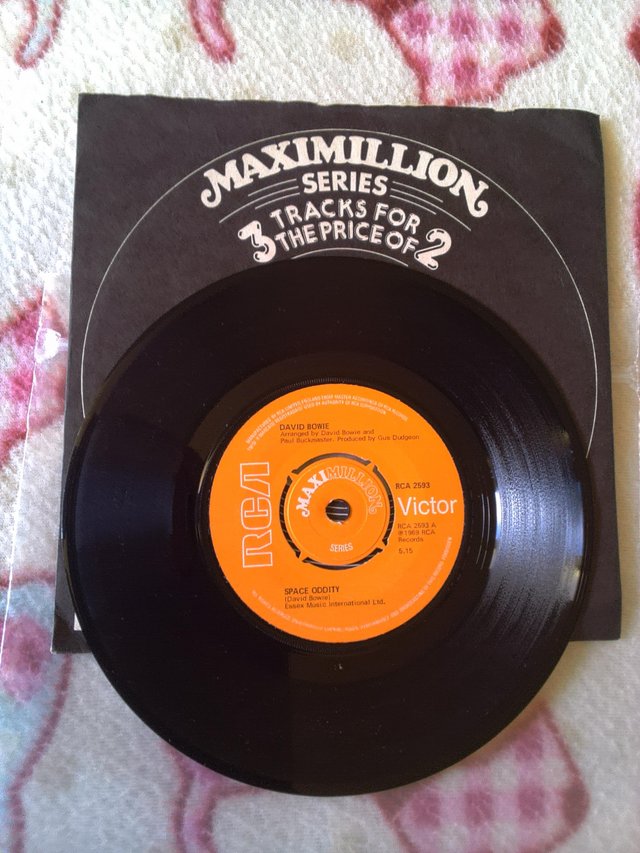 MAXIMILLION
SERIES
3 TRACKS FOR
THE PRICE OF 2
DAVID BOWIE
Arranged by David Bowie and
Paul Buckmaster. Produced by Gus Dudgeon
RCA
MAXIMILLION
SERIES
RCA 2593
Victor
RCA 2593 A
℗ 1969 RCA
Records
5.15
SPACE ODDITY
(David Bowie)
Essex Music International Ltd.